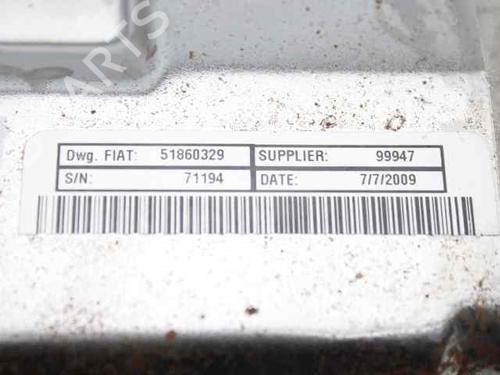 Dwg. FIAT: 51860329 SUPPLIER: 99947
S/N: 71194 DATE: 7/7/2009